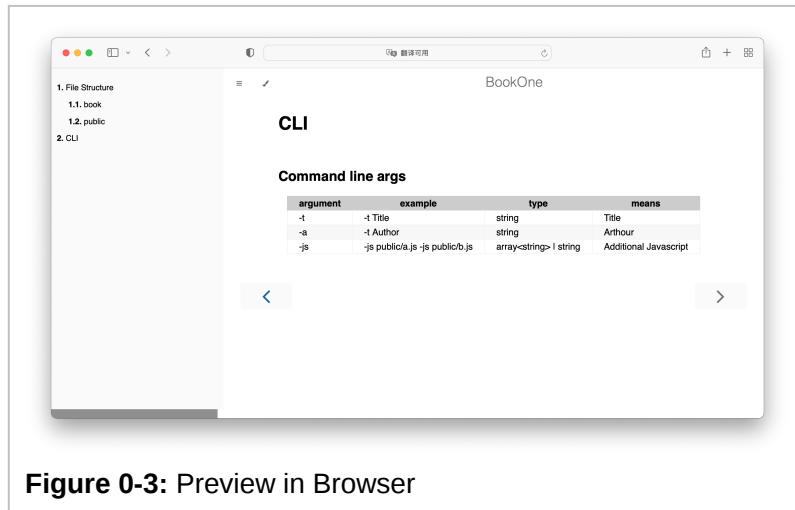 翻译可用
1. File Structure
1.1. book
1.2. public
2. CLI
BookOne
CLI
Command line args
argument example type means
-t -t Title string Title
-a -t Author string Arthour
-js -js public/a.js -js public/b.js array<string> | string Additional Javascript
Figure 0-3: Preview in Browser